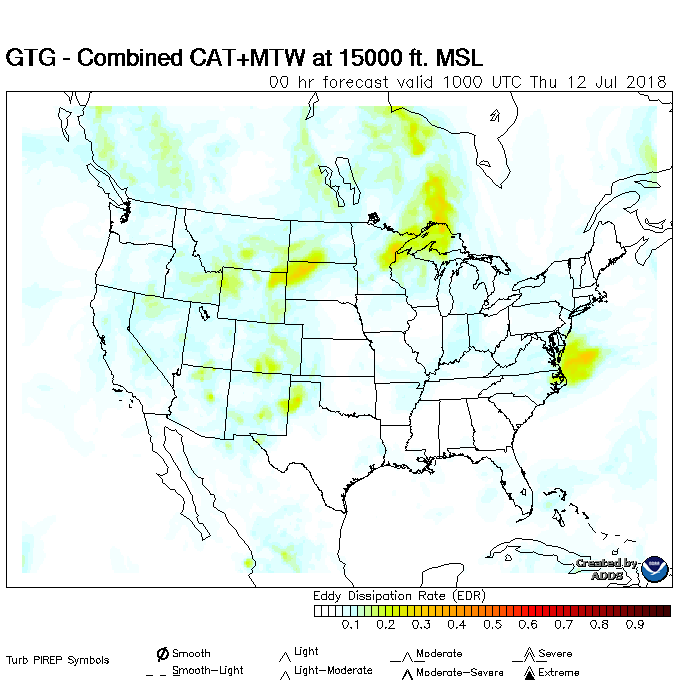 GTG - Combined CAT+MTW at 15000 ft. MSL
00 hr forecast valid 1000 UTC Thu 12 Jul 2018
Created by
ADDS
Eddy Dissipation Rate (EDR)
0.1 0.2 0.3 0.4 0.5 0.6 0.7 0.8 0.9
Turb PIREP Symbols
Smooth Light Moderate Severe
Smooth-Light Light-Moderate Moderate-Severe Extreme